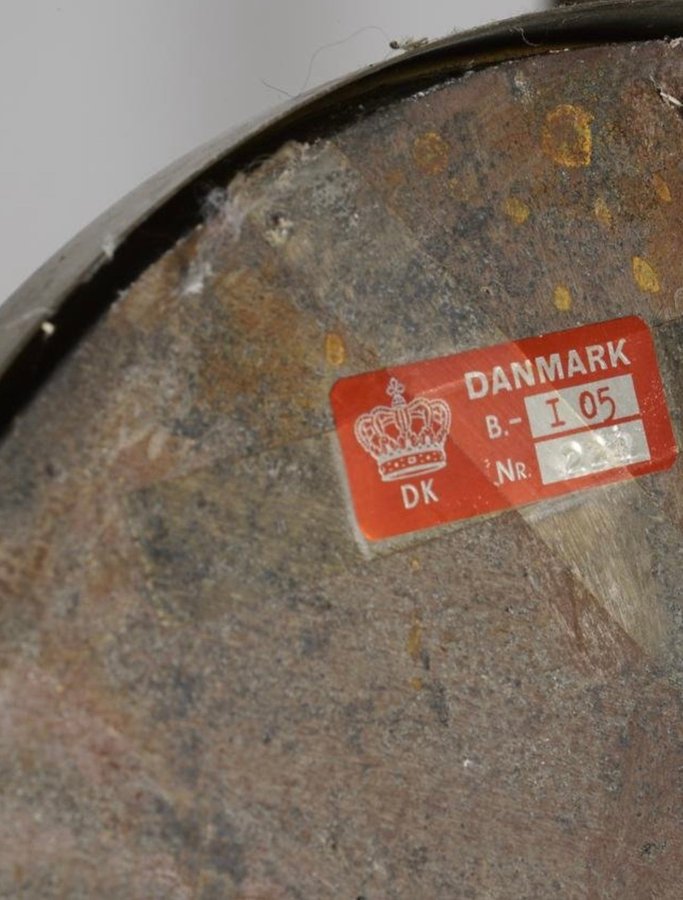 DANMARK
B.- I 05
NR.
DK